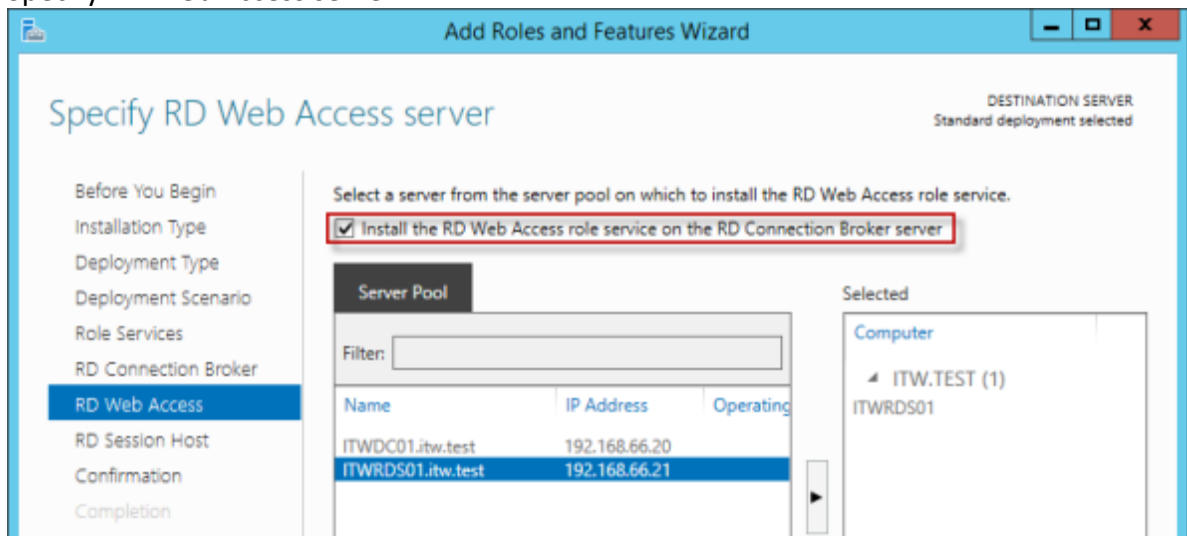 Add Roles and Features Wizard
Specify RD Web Access server
DESTINATION SERVER
Standard deployment selected
Before You Begin
Installation Type
Deployment Type
Deployment Scenario
Role Services
RD Connection Broker
RD Web Access
RD Session Host
Confirmation
Completion
Select a server from the server pool on which to install the RD Web Access role service.
Install the RD Web Access role service on the RD Connection Broker server
Server Pool
Filter:
Name IP Address Operating
ITWDC01.itw.test 192.168.66.20
ITWRDS01.itw.test 192.168.66.21
Selected
Computer
ITW.TEST (1)
ITWRDS01